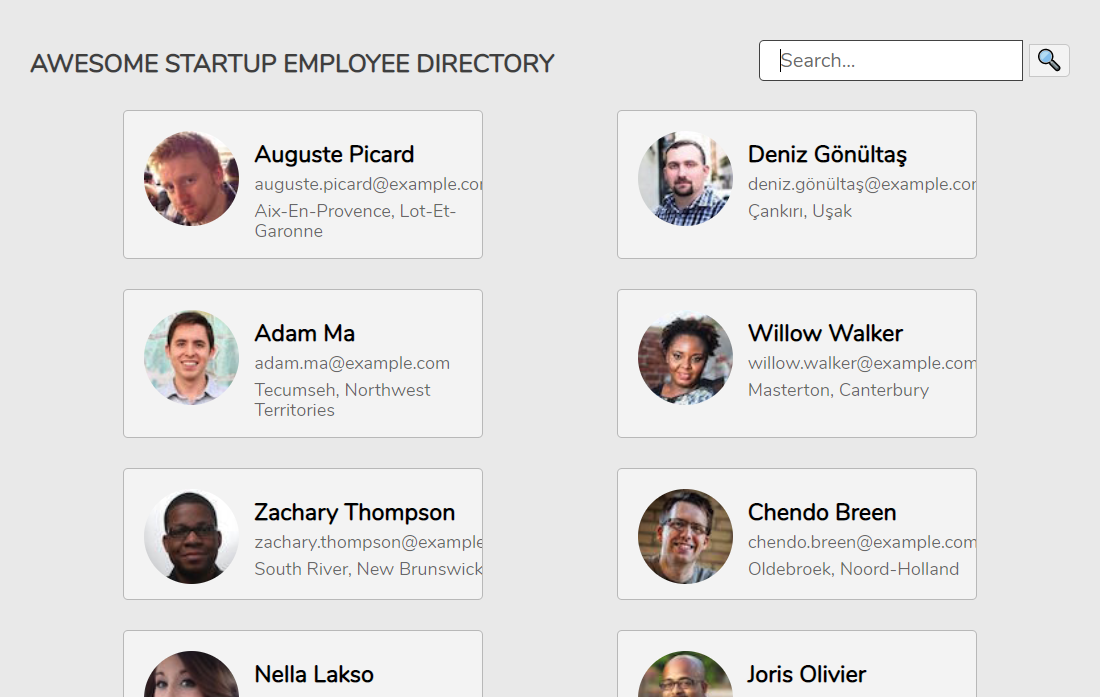 AWESOME STARTUP EMPLOYEE DIRECTORY
Search...
Auguste Picard
auguste.picard@example.co
Aix-En-Provence, Lot-Et-
Garonne
Deniz Gönültaş
deniz.gönültaş@example.co
Çankırı, Uşak
Adam Ma
adam.ma@example.com
Tecumseh, Northwest
Territories
Willow Walker
willow.walker@example.com
Masterton, Canterbury
Zachary Thompson
zachary.thompson@example
South River, New Brunswick
Chendo Breen
chendo.breen@example.com
Oldebroek, Noord-Holland
Nella Lakso
Joris Olivier